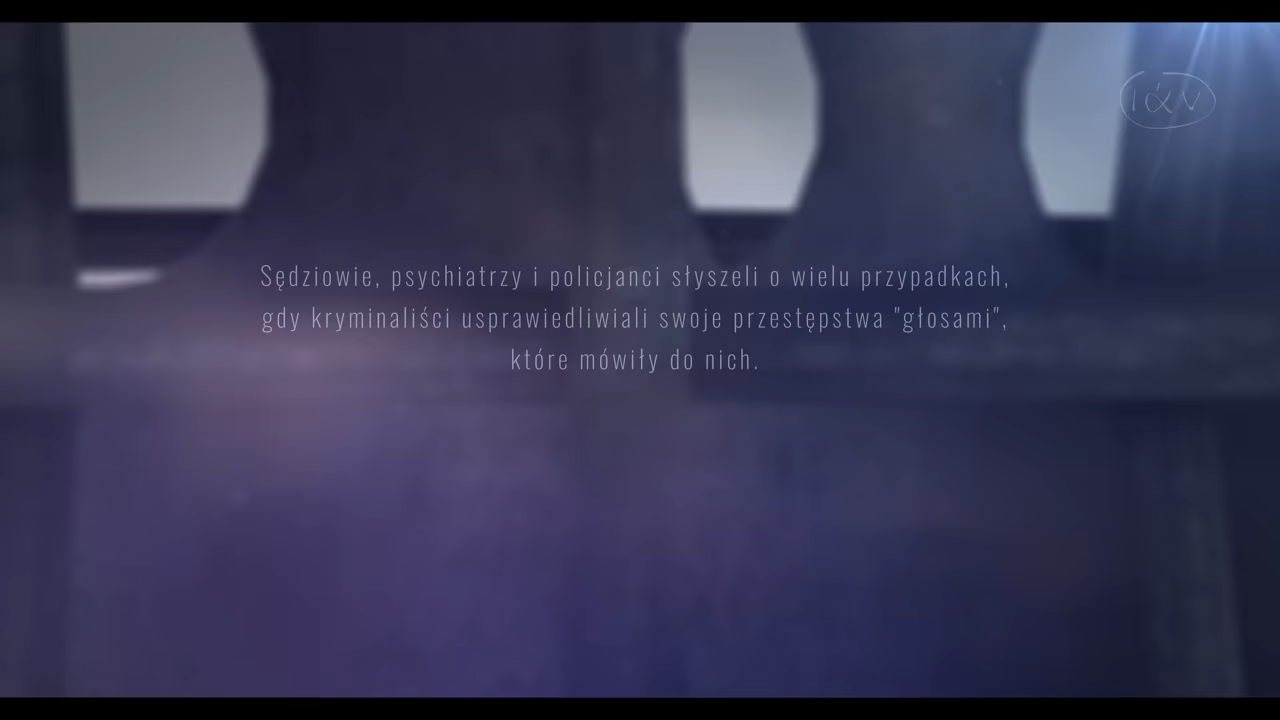 Sędziowie, psychiatrzy i policjanci słyszeli o wielu przypadkach,
gdy kryminaliści usprawiedliwiali swoje przestępstwa "głosami",
które mówiły do nich.